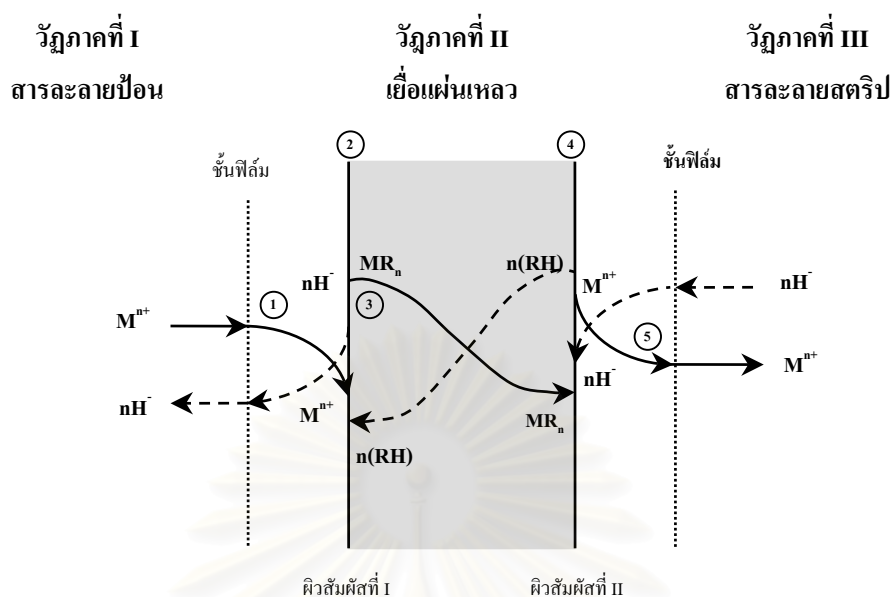 วัฏภาคที่ I
วัฏภาคที่ II
วัฏภาคที่ III
สารละลายป้อน
เยื่อแผ่นเหลว
สารละลายสตริป
2
4
ชั้นฟิล์ม
ชั้นฟิล์ม
nH⁻
MRₙ
n(RH)
Mⁿ⁺
nH⁻
1
3
Mⁿ⁺
5
nH⁻
Mⁿ⁺
nH⁻
Mⁿ⁺
MRₙ
n(RH)
ผิวสัมผัสที่ I
ผิวสัมผัสที่ II